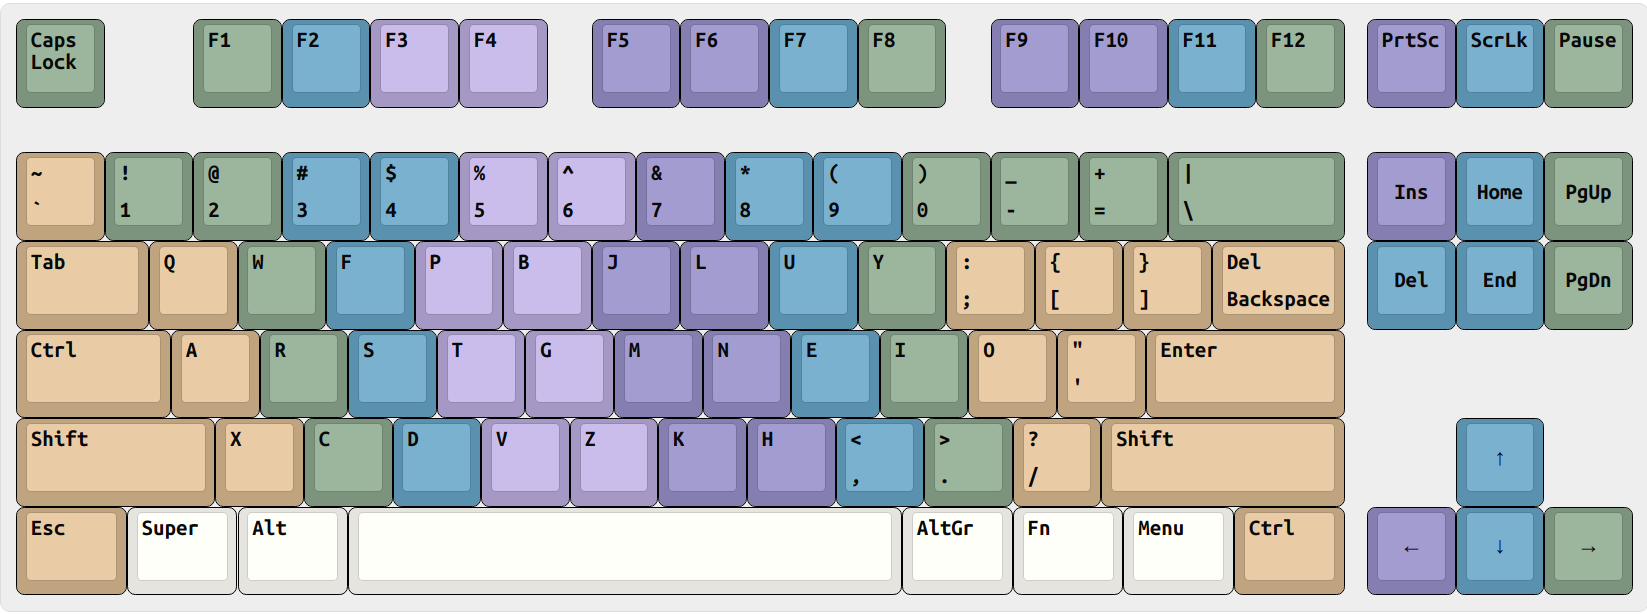 Caps Lock F1 F2 F3 F4 F5 F6 F7 F8 F9 F10 F11 F12 PrtSc ScrLk Pause
~ ! @ # $ % ^ & * ( ) _ + |
` 1 2 3 4 5 6 7 8 9 0 - = \ Ins Home PgUp
Tab Q W F P B J L U Y : { } Del
; [ ] Backspace Del End PgDn
Ctrl A R S T G M N E I O " Enter
'
Shift X C D V Z K H < > ? Shift
, . / ↑
Esc Super Alt AltGr Fn Menu Ctrl ← ↓ →